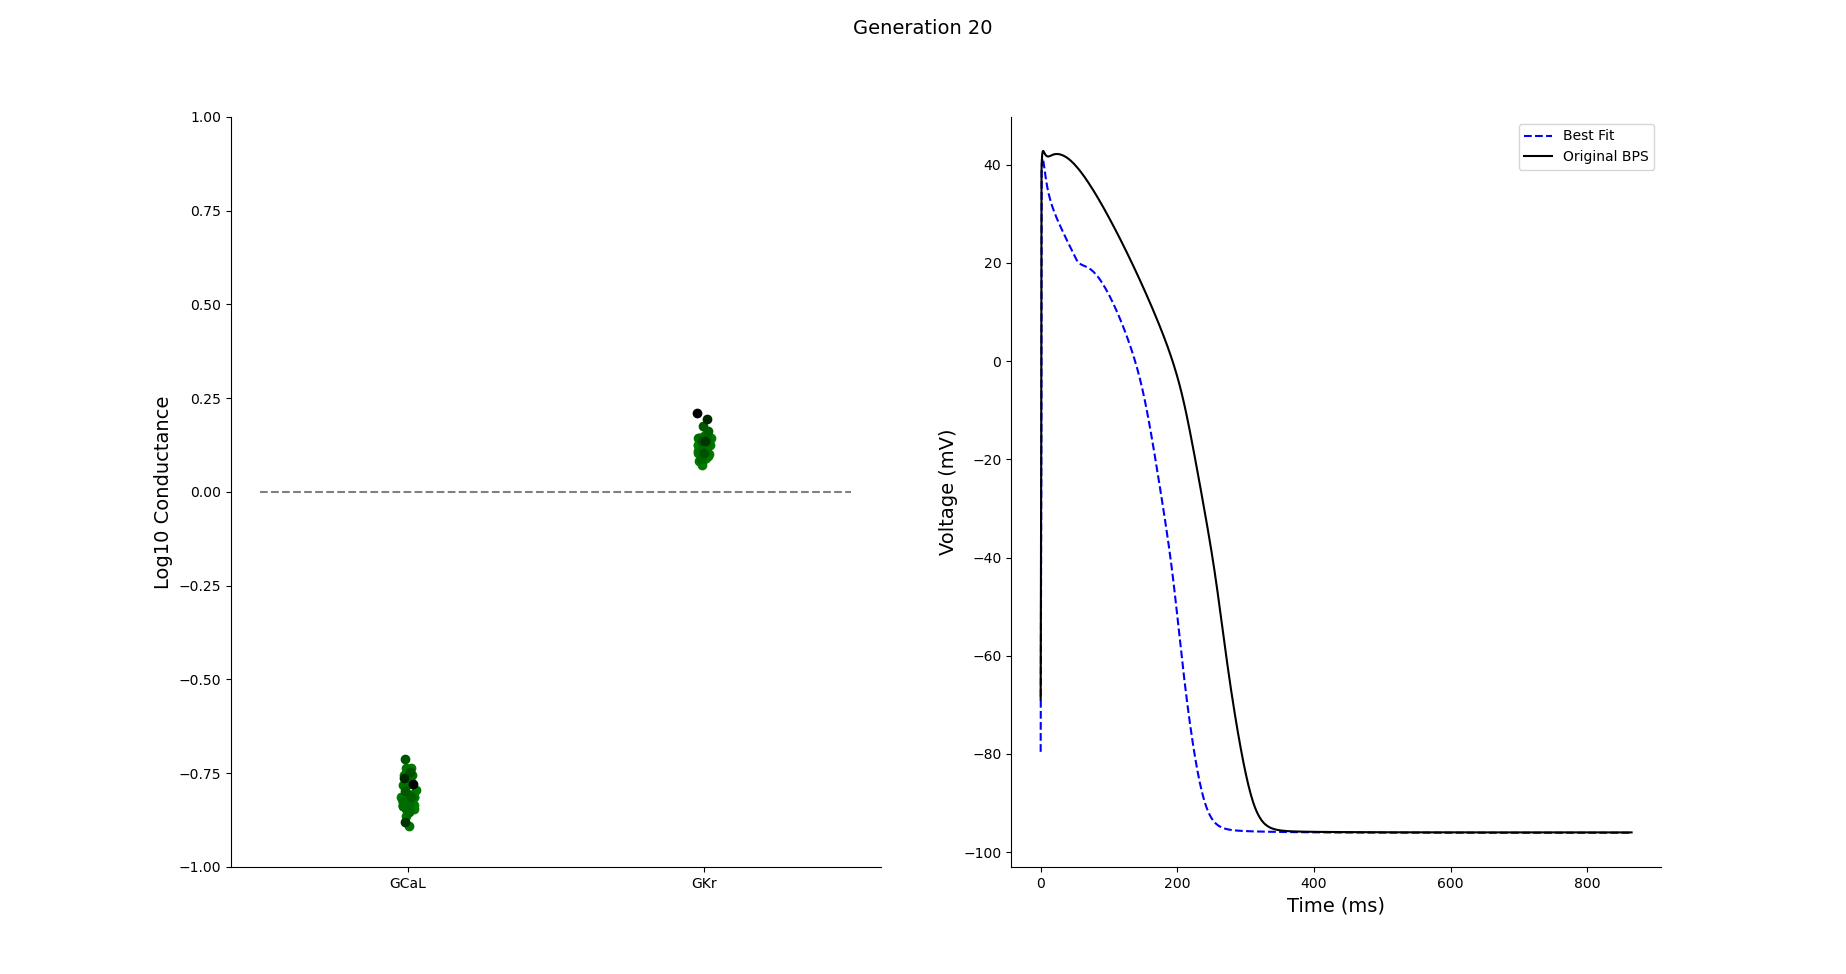 Generation 20
1.00
0.75
0.50
0.25
0.00
−0.25
−0.50
−0.75
−1.00
Log10 Conductance
GCaL GKr
Best Fit
Original BPS
40
20
0
−20
−40
−60
−80
−100
Voltage (mV)
0 200 400 600 800
Time (ms)